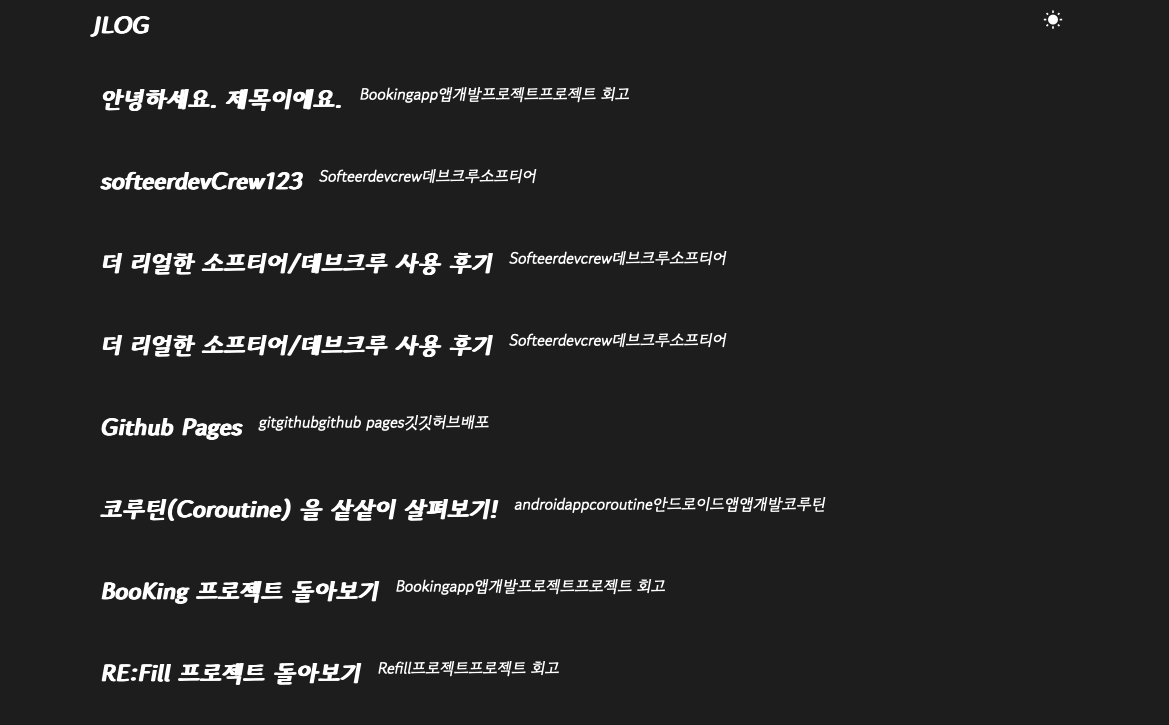 JLOG
안녕하세요. 제목이에요. Bookingapp앱개발프로젝트프로젝트 회고
softeerdevCrew123 Softeerdevcrew데브크루소프티어
더 리얼한 소프티어/데브크루 사용 후기 Softeerdevcrew데브크루소프티어
더 리얼한 소프티어/데브크루 사용 후기 Softeerdevcrew데브크루소프티어
Github Pages gitgithubgithub pages깃깃허브배포
코루틴(Coroutine) 을 샅샅이 살펴보기! androidappcoroutine안드로이드앱앱개발코루틴
BooKing 프로젝트 돌아보기 Bookingapp앱개발프로젝트프로젝트 회고
RE:Fill 프로젝트 돌아보기 Refill프로젝트프로젝트 회고